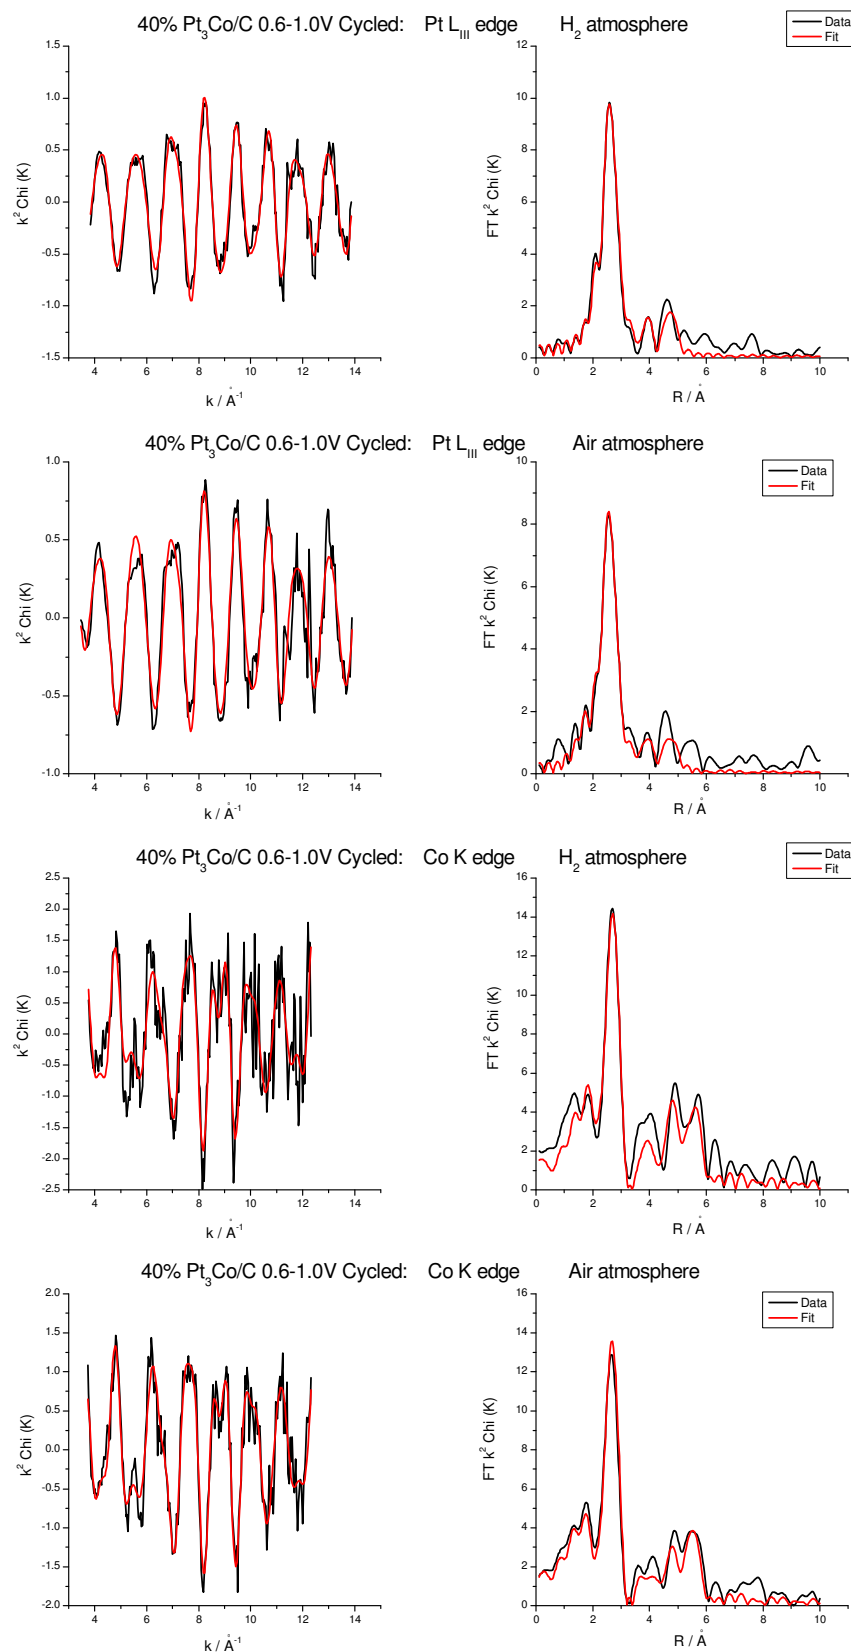 40% Pt₃Co/C 0.6-1.0V Cycled: Pt L_III edge H₂ atmosphere
Data
Fit
k² Chi (K)
1.0
0.5
0.0
-0.5
-1.0
-1.5
4 6 8 10 12 14
k / Å⁻¹
FT k² Chi (K)
12
10
8
6
4
2
0
0 2 4 6 8 10
R / Å
40% Pt₃Co/C 0.6-1.0V Cycled: Pt L_III edge Air atmosphere
Data
Fit
k² Chi (K)
1.0
0.5
0.0
-0.5
-1.0
4 6 8 10 12 14
k / Å⁻¹
FT k² Chi (K)
10
8
6
4
2
0
0 2 4 6 8 10
R / Å
40% Pt₃Co/C 0.6-1.0V Cycled: Co K edge H₂ atmosphere
Data
Fit
k² Chi (K)
2.5
2.0
1.5
1.0
0.5
0.0
-0.5
-1.0
-1.5
-2.0
-2.5
4 6 8 10 12 14
k / Å⁻¹
FT k² Chi (K)
16
14
12
10
8
6
4
2
0
0 2 4 6 8 10
R / Å
40% Pt₃Co/C 0.6-1.0V Cycled: Co K edge Air atmosphere
Data
Fit
k² Chi (K)
2.0
1.5
1.0
0.5
0.0
-0.5
-1.0
-1.5
-2.0
4 6 8 10 12 14
k / Å⁻¹
FT k² Chi (K)
16
14
12
10
8
6
4
2
0
0 2 4 6 8 10
R / Å